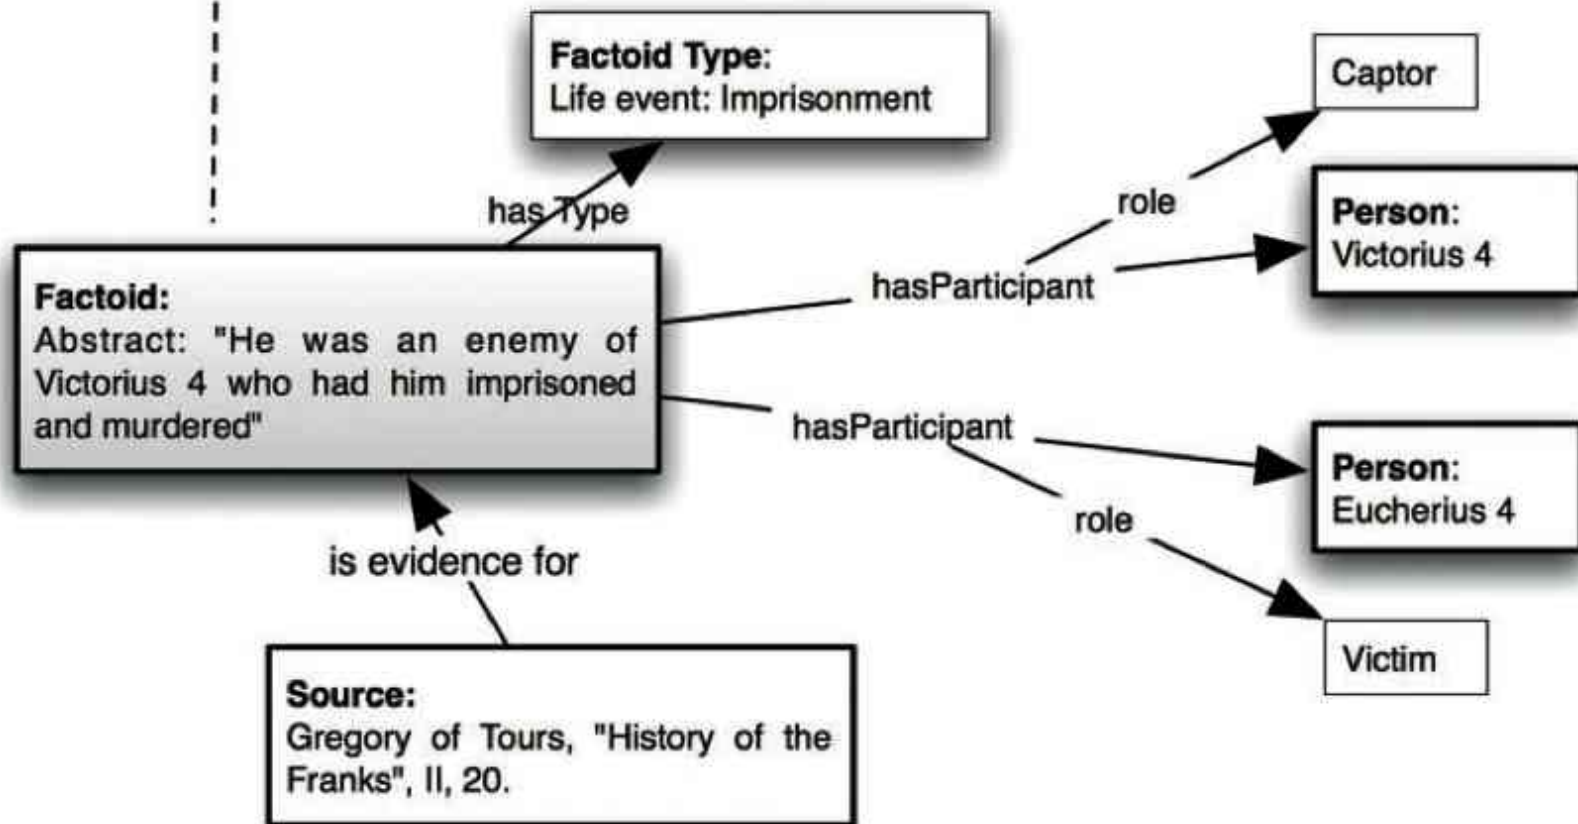 Factoid Type:
Life event: Imprisonment
Captor
has Type
role
Person:
Victorius 4
hasParticipant
Factoid:
Abstract: "He was an enemy of
Victorius 4 who had him imprisoned
and murdered"
hasParticipant
Person:
Eucherius 4
role
is evidence for
Victim
Source:
Gregory of Tours, "History of the
Franks", II, 20.